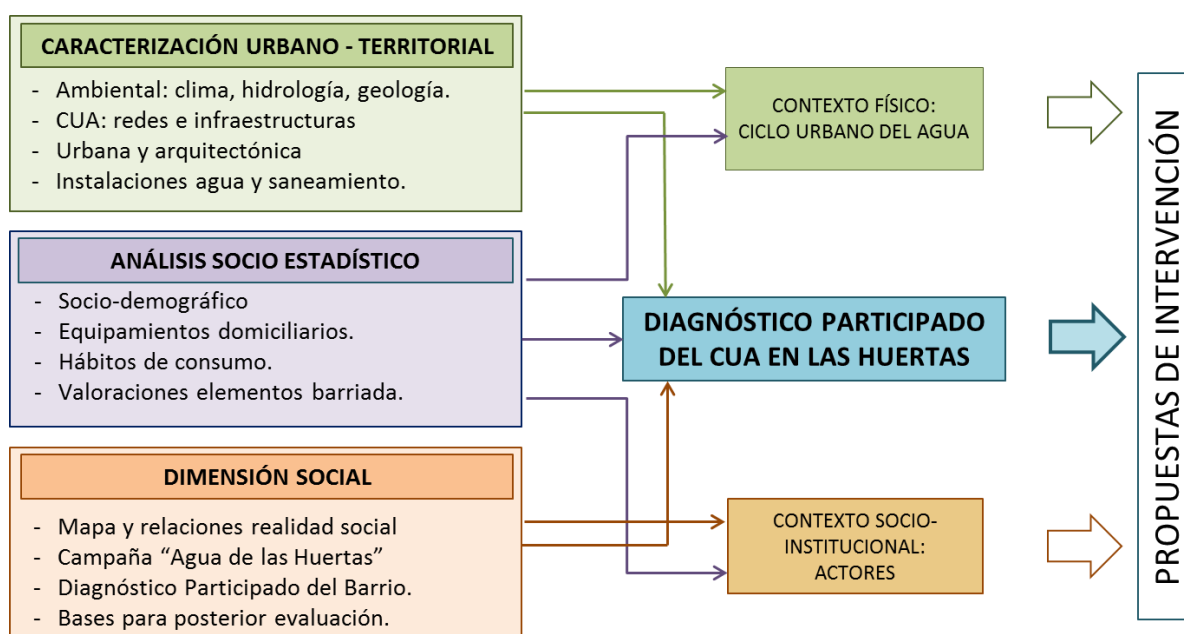 CARACTERIZACIÓN URBANO - TERRITORIAL
- Ambiental: clima, hidrología, geología.
- CUA: redes e infraestructuras
- Urbana y arquitectónica
- Instalaciones agua y saneamiento.
ANÁLISIS SOCIO ESTADÍSTICO
- Socio-demográfico
- Equipamientos domiciliarios.
- Hábitos de consumo.
- Valoraciones elementos barriada.
DIMENSIÓN SOCIAL
- Mapa y relaciones realidad social
- Campaña “Agua de las Huertas”
- Diagnóstico Participado del Barrio.
- Bases para posterior evaluación.
CONTEXTO FÍSICO:
CICLO URBANO DEL AGUA
DIAGNÓSTICO PARTICIPADO
DEL CUA EN LAS HUERTAS
CONTEXTO SOCIO-
INSTITUCIONAL:
ACTORES
PROPUESTAS DE INTERVENCIÓN